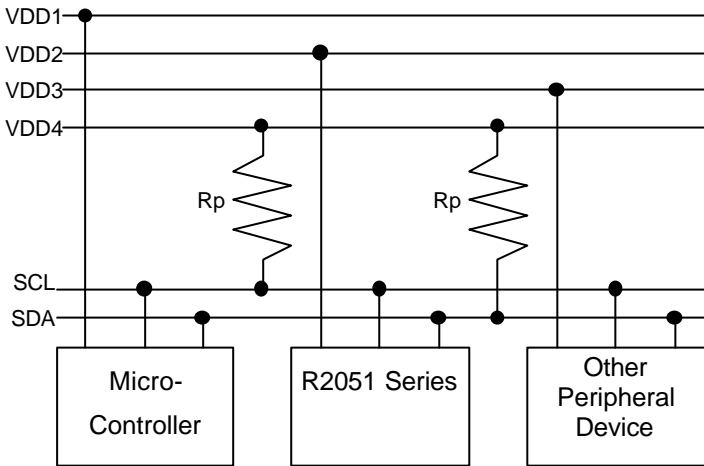 VDD1
VDD2
VDD3
VDD4
Rp
Rp
SCL
SDA
Micro-
Controller
R2051 Series
Other
Peripheral
Device